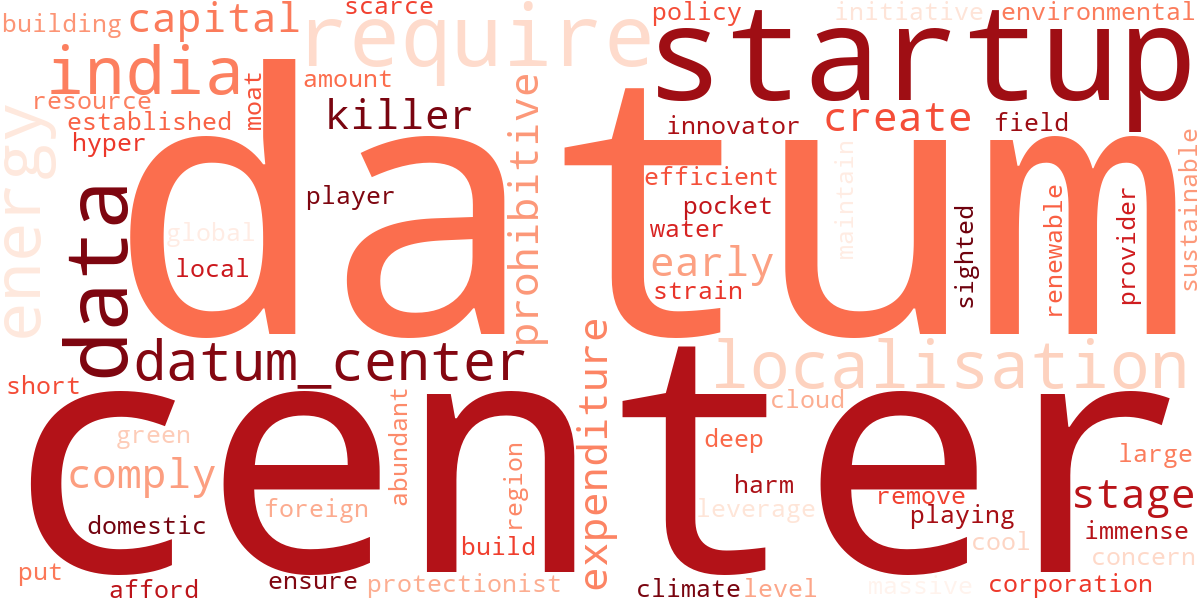 building
capital
scarce
require
policy
initiative
environmental
india
startup
resource
moat
amount
established
killer
prohibitive
innovator
create
field
hyper
energy
datum
data
player
efficient
maintain
sustainable
pocket
global
water
sighted
renewable
provider
local
early
strain
datum_center
localisation
short
expenditure
center
abundant
cloud
green
deep
region
comply
large
harm
remove
stage
foreign
leverage
playing
domestic
immense
build
cool
concern
put
afford
ensure
protectionist
climate
level
massive
corporation